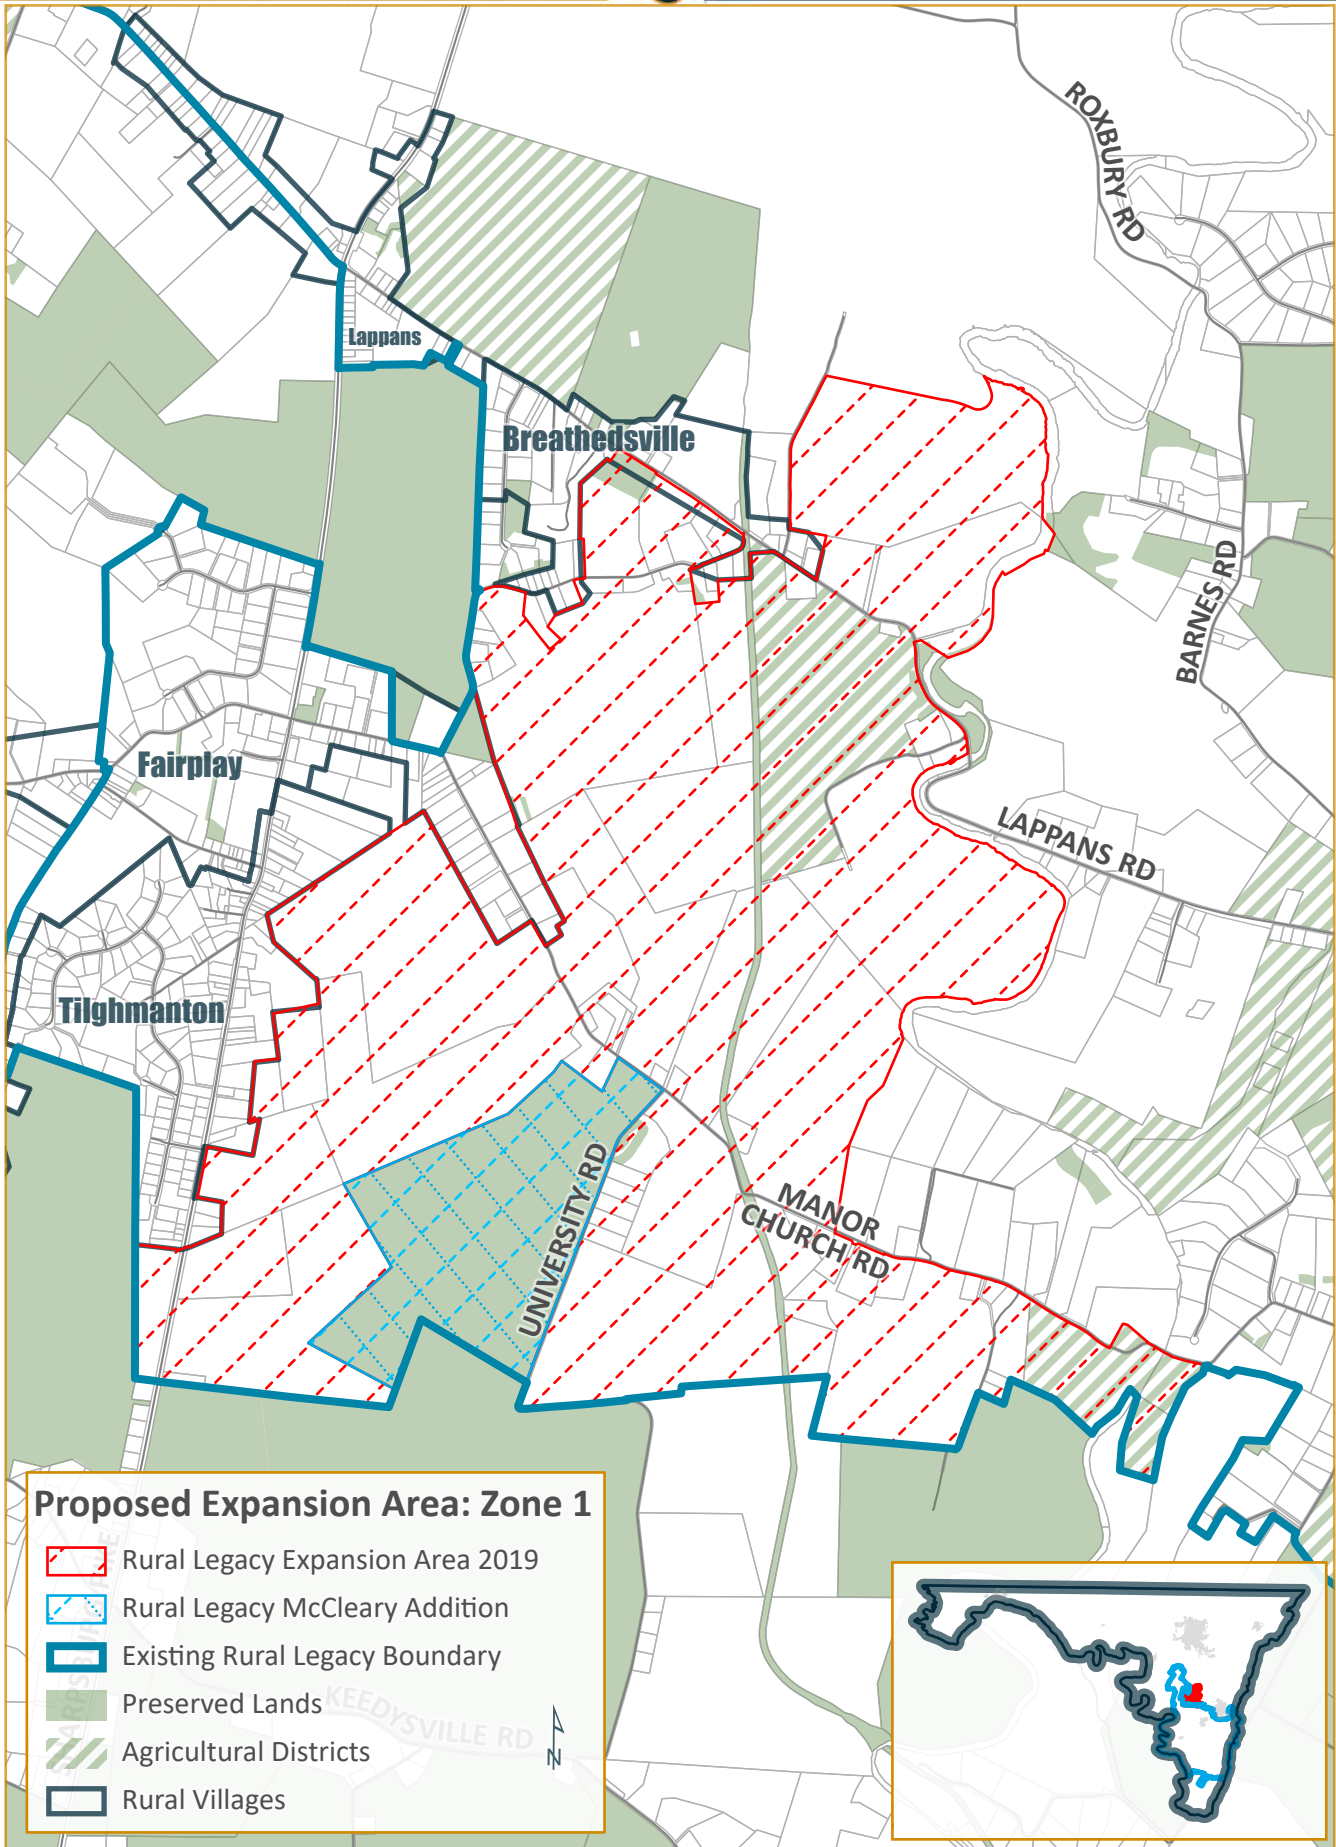 ROXBURY RD
Lappans
Breathedsville
BARNES RD
Fairplay
LAPPANS RD
Tilghmanton
UNIVERSITY RD
MANOR
CHURCH RD
Proposed Expansion Area: Zone 1
Rural Legacy Expansion Area 2019
Rural Legacy McCleary Addition
Existing Rural Legacy Boundary
Preserved Lands
Agricultural Districts
Rural Villages
KEEDYSVILLE RD
SHARPSBURG PIKE
N